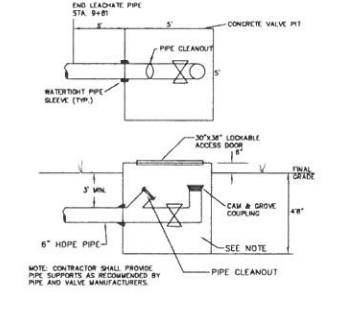 END LEACHATE PIPE
STA. 9+81
5'
5'
CONCRETE VALVE PIT
PIPE CLEANOUT
5'
WATERTIGHT PIPE
SLEEVE (TYP.)
30"x36" LOCKABLE
ACCESS DOOR
6"
FINAL
GRADE
3' MIN.
CAM & GROVE
COUPLING
4'8"
6" HDPE PIPE
SEE NOTE
PIPE CLEANOUT
NOTE: CONTRACTOR SHALL PROVIDE
PIPE SUPPORTS AS RECOMMENDED BY
PIPE AND VALVE MANUFACTURERS.